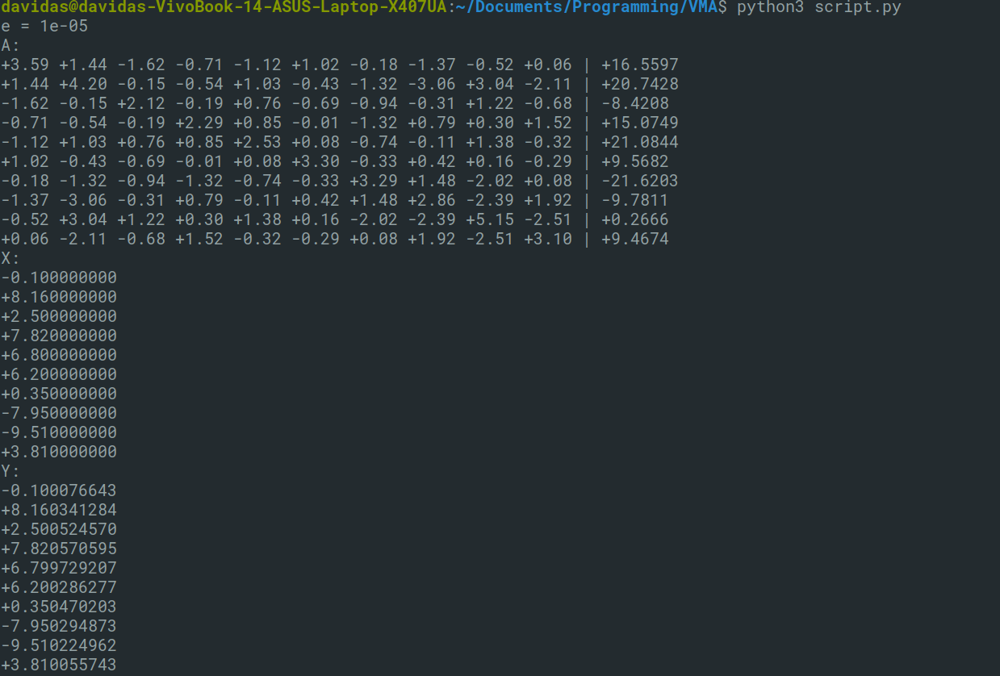 davidas@davidas-VivoBook-14-ASUS-Laptop-X407UA:~/Documents/Programming/VMA$ python3 script.py
e = 1e-05
A:
+3.59 +1.44 -1.62 -0.71 -1.12 +1.02 -0.18 -1.37 -0.52 +0.06 | +16.5597
+1.44 +4.20 -0.15 -0.54 +1.03 -0.43 -1.32 -3.06 +3.04 -2.11 | +20.7428
-1.62 -0.15 +2.12 -0.19 +0.76 -0.69 -0.94 -0.31 +1.22 -0.68 | -8.4208
-0.71 -0.54 -0.19 +2.29 +0.85 -0.01 -1.32 +0.79 +0.30 +1.52 | +15.0749
-1.12 +1.03 +0.76 +0.85 +2.53 +0.08 -0.74 -0.11 +1.38 -0.32 | +21.0844
+1.02 -0.43 -0.69 -0.01 +0.08 +3.30 -0.33 +0.42 +0.16 -0.29 | +9.5682
-0.18 -1.32 -0.94 -1.32 -0.74 -0.33 +3.29 +1.48 -2.02 +0.08 | -21.6203
-1.37 -3.06 -0.31 +0.79 -0.11 +0.42 +1.48 +2.86 -2.39 +1.92 | -9.7811
-0.52 +3.04 +1.22 +0.30 +1.38 +0.16 -2.02 -2.39 +5.15 -2.51 | +0.2666
+0.06 -2.11 -0.68 +1.52 -0.32 -0.29 +0.08 +1.92 -2.51 +3.10 | +9.4674
X:
-0.100000000
+8.160000000
+2.500000000
+7.820000000
+6.800000000
+6.200000000
+0.350000000
-7.950000000
-9.510000000
+3.810000000
Y:
-0.100076643
+8.160341284
+2.500524570
+7.820570595
+6.799729207
+6.200286277
+0.350470203
-7.950294873
-9.510224962
+3.810055743